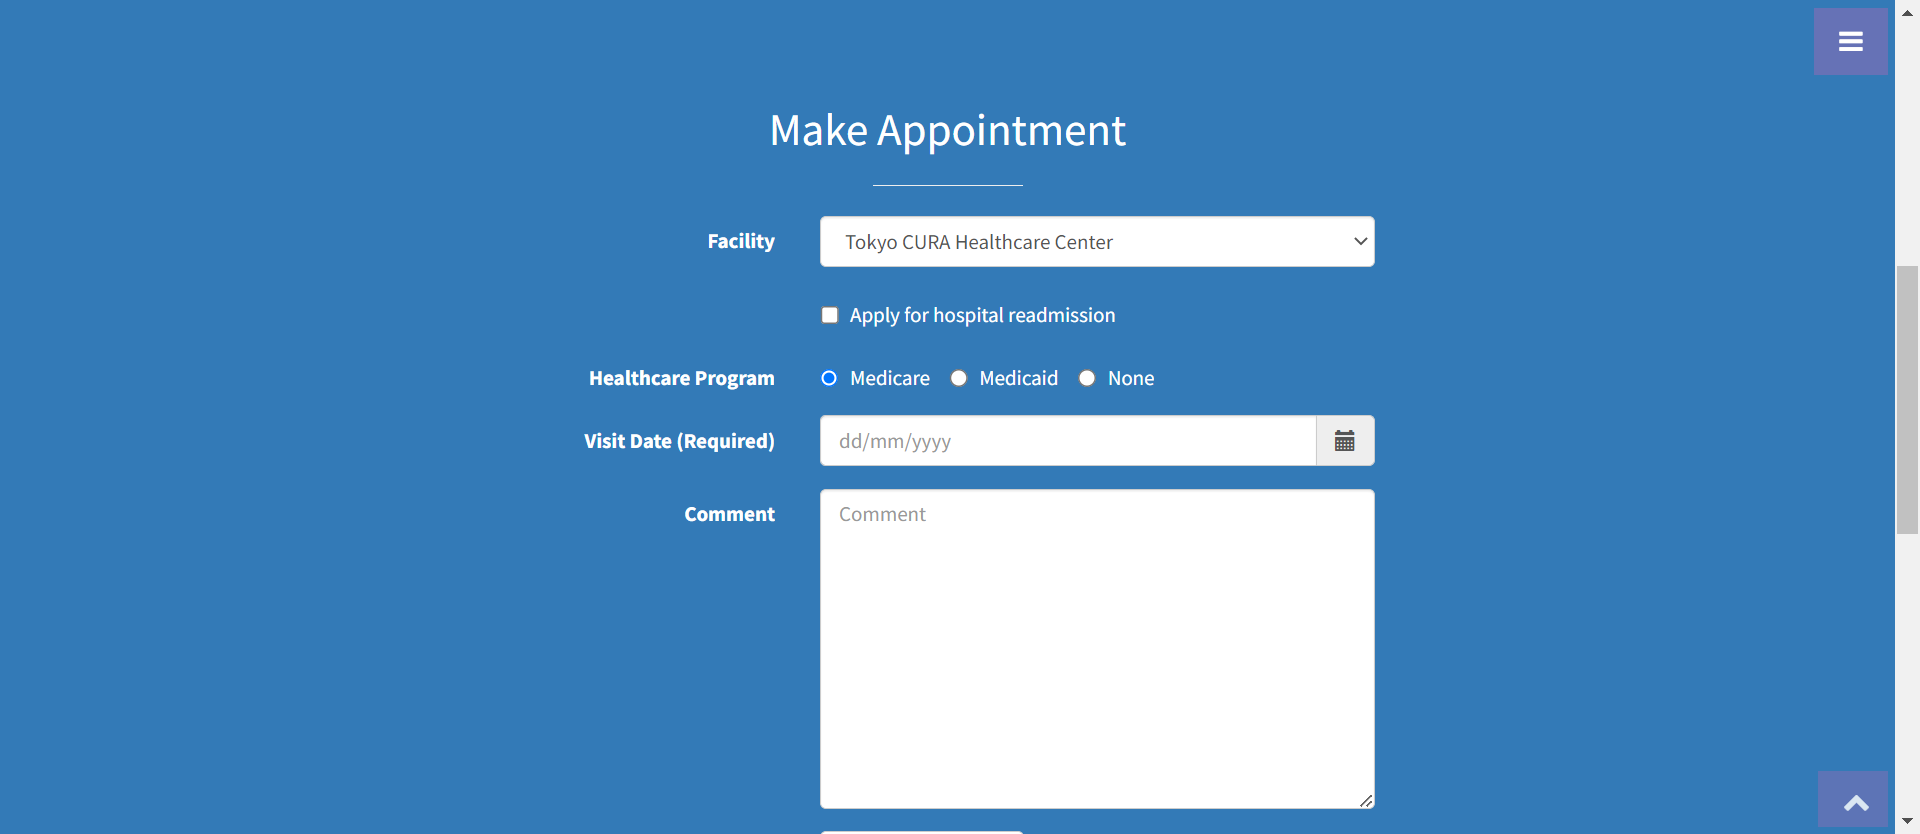 Make Appointment
Facility
Tokyo CURA Healthcare Center
Apply for hospital readmission
Healthcare Program
Medicare
Medicaid
None
Visit Date (Required)
dd/mm/yyyy
Comment
Comment